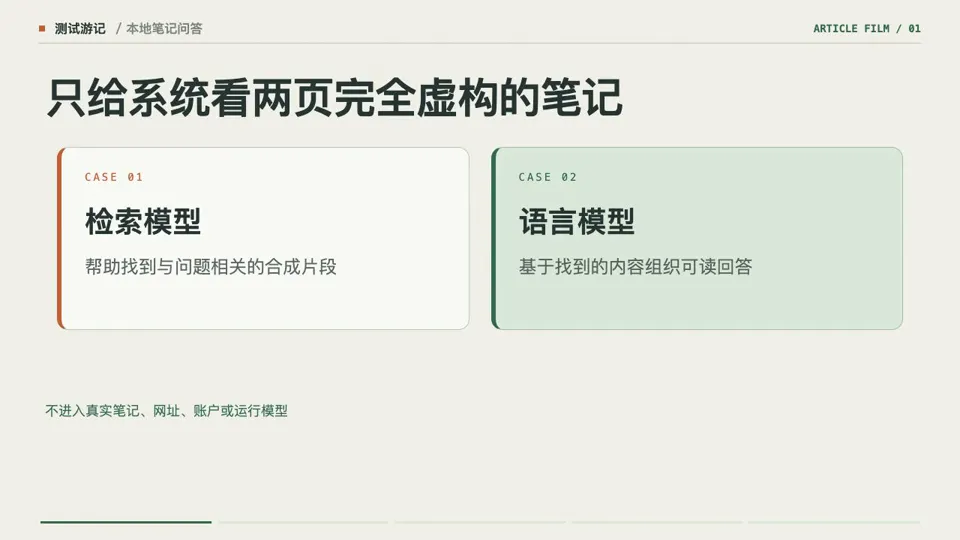 测试游记 / 本地笔记问答
ARTICLE FILM / 01
只给系统看两页完全虚构的笔记
CASE 01
检索模型
帮助找到与问题相关的合成片段
CASE 02
语言模型
基于找到的内容组织可读回答
不进入真实笔记、网址、账户或运行模型